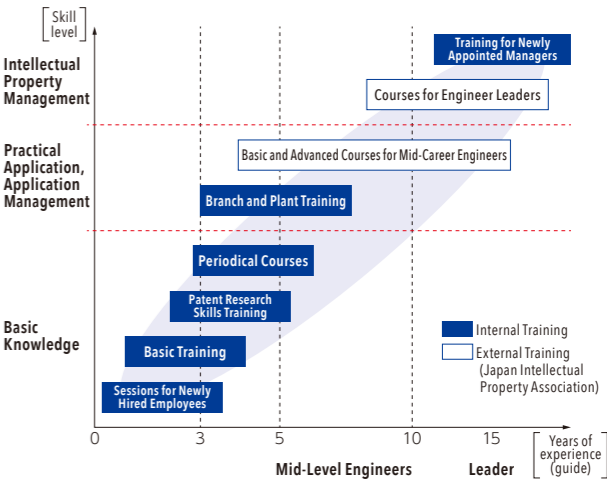 [Skill
level]
Intellectual
Property
Management
Training for Newly
Appointed Managers
Courses for Engineer Leaders
Practical
Application,
Application
Management
Basic and Advanced Courses for Mid-Career Engineers
Branch and Plant Training
Basic
Knowledge
Periodical Courses
Patent Research
Skills Training
Basic Training
Sessions for Newly
Hired Employees
Internal Training
External Training
(Japan Intellectual
Property Association)
0 3 5 10 15
[Years of
experience
(guide)]
Mid-Level Engineers Leader